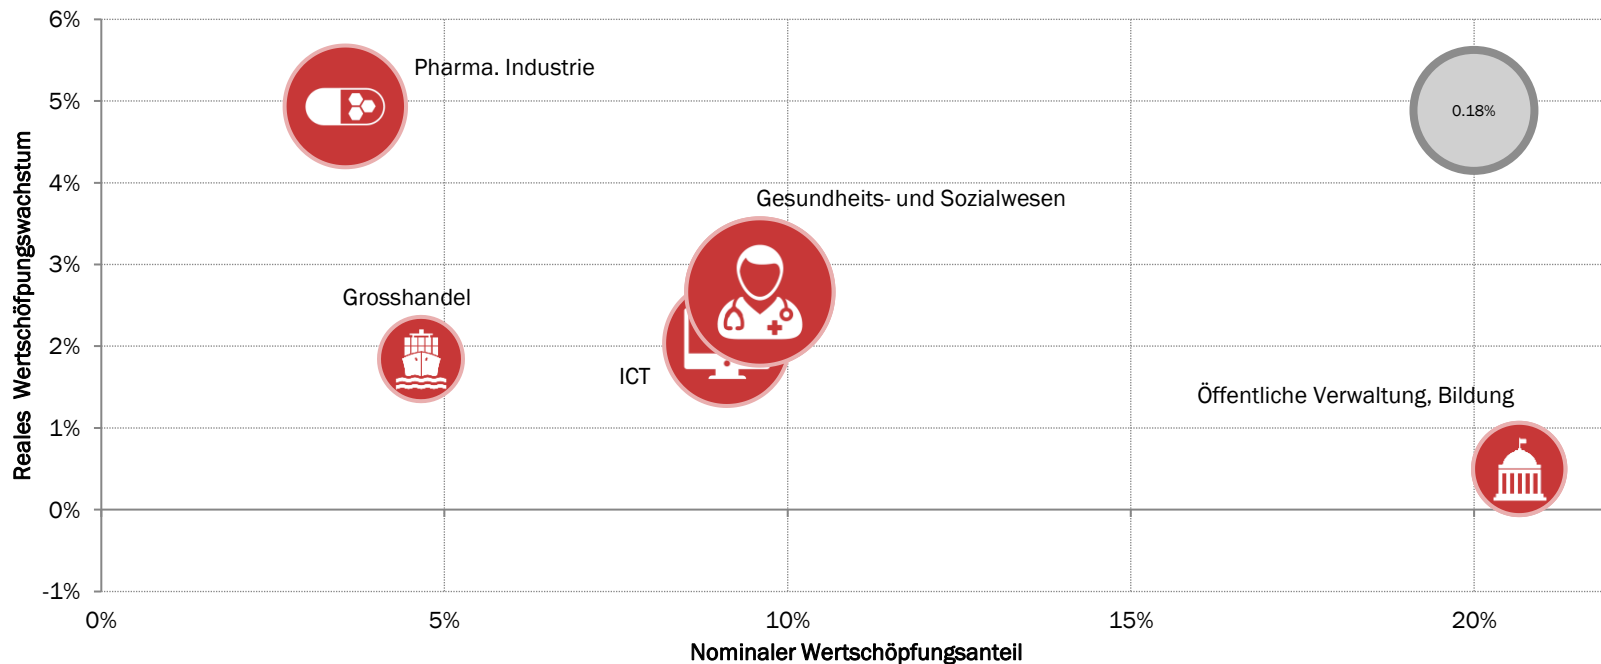 6%
Pharma. Industrie
5%
0.18%
4%
Gesundheits- und Sozialwesen
3%
Grosshandel
2%
ICT
Öffentliche Verwaltung, Bildung
1%
0%
-1%
0%
5%
10%
15%
20%
Reales Wertschöfpungswachstum
Nominaler Wertschöpfungsanteil